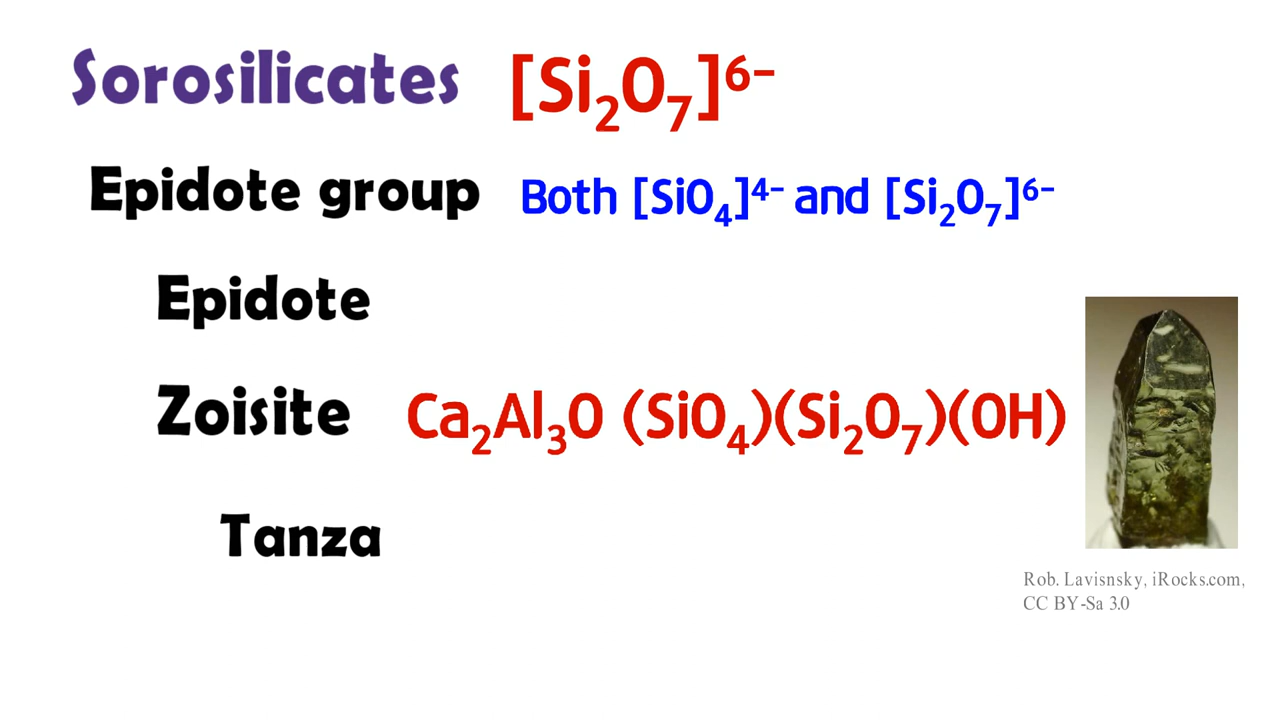 Sorosilicates [Si₂O₇]⁶⁻
Epidote group Both [SiO₄]⁴⁻ and [Si₂O₇]⁶⁻
Epidote
Zoisite Ca₂Al₃O (SiO₄)(Si₂O₇)(OH)
Tanza
Rob. Lavisnsky, iRocks.com,
CC BY-Sa 3.0